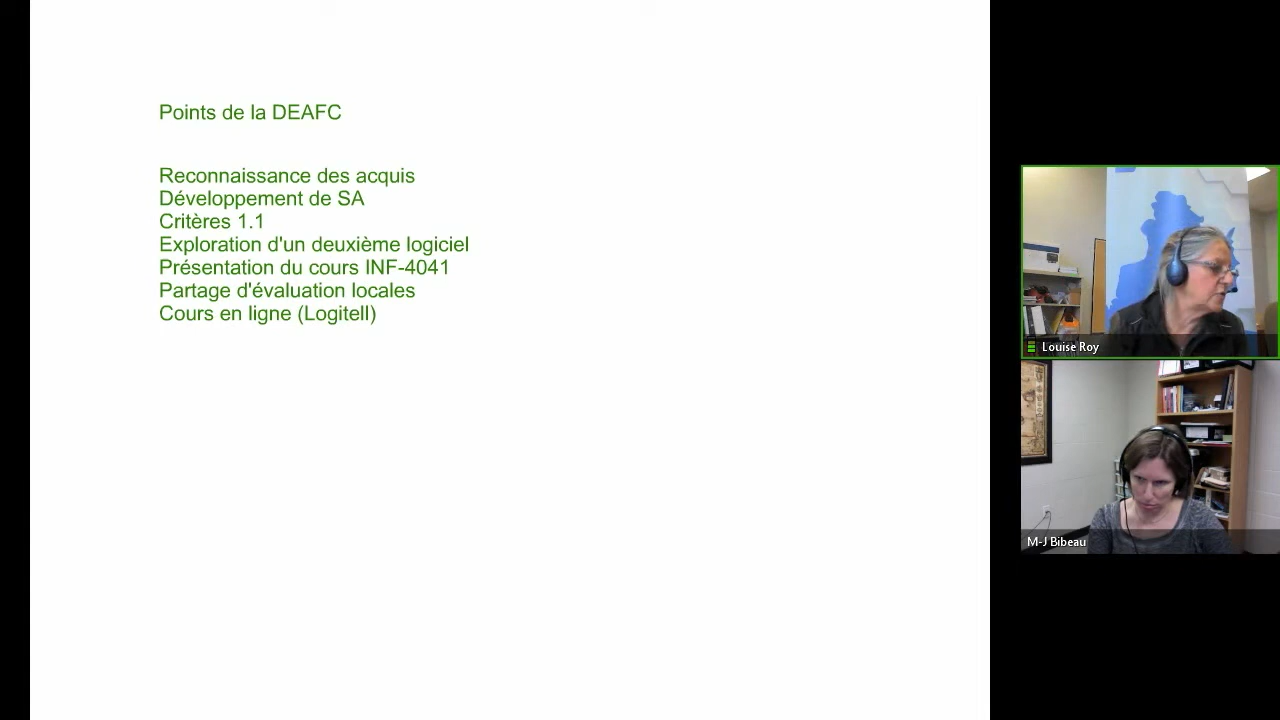 Points de la DEAFC
Reconnaissance des acquis
Développement de SA
Critères 1.1
Exploration d'un deuxième logiciel
Présentation du cours INF-4041
Partage d'évaluation locales
Cours en ligne (Logitell)
Louise Roy
M-J Bibeau